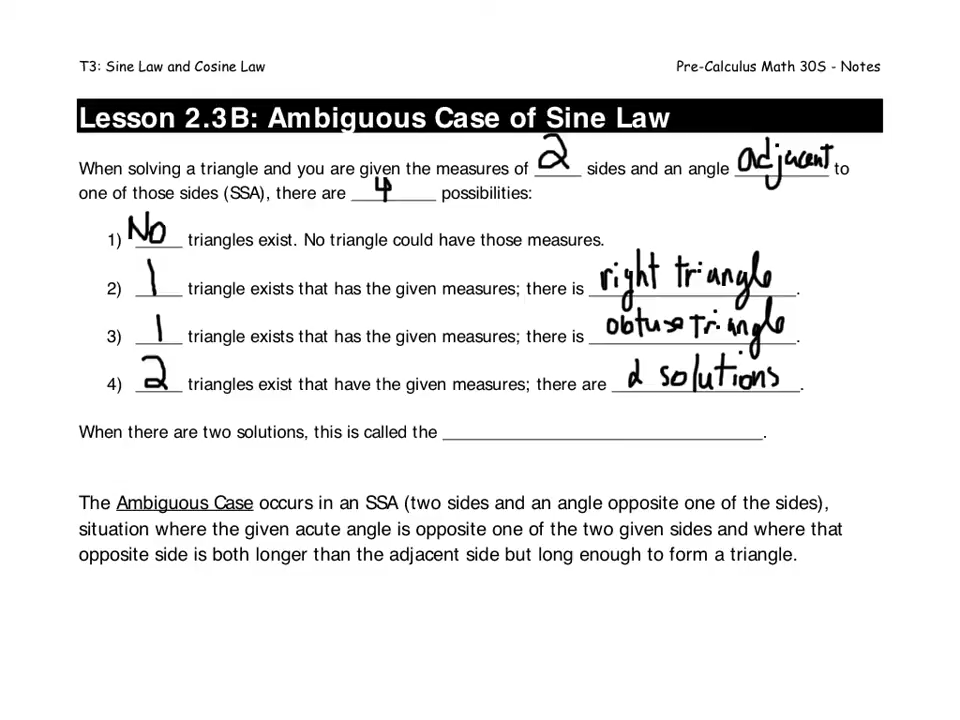 T3: Sine Law and Cosine Law Pre-Calculus Math 30S - Notes
Lesson 2.3B: Ambiguous Case of Sine Law
When solving a triangle and you are given the measures of 2 sides and an angle adjacent to
one of those sides (SSA), there are 4 possibilities:
1) No triangles exist. No triangle could have those measures.
2) 1 triangle exists that has the given measures; there is right triangle.
3) 1 triangle exists that has the given measures; there is obtuse triangle.
4) 2 triangles exist that have the given measures; there are 2 solutions.
When there are two solutions, this is called the ____________________.
The Ambiguous Case occurs in an SSA (two sides and an angle opposite one of the sides),
situation where the given acute angle is opposite one of the two given sides and where that
opposite side is both longer than the adjacent side but long enough to form a triangle.